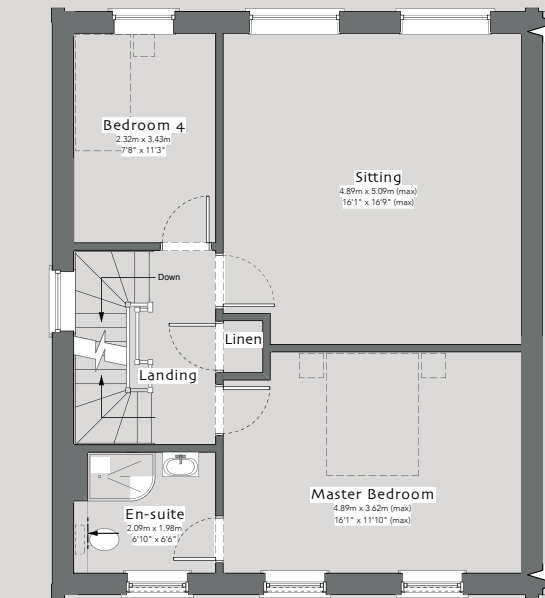 Bedroom 4
2.32m x 3.43m
7'8" x 11'3"
Sitting
4.89m x 5.09m (max)
16'1" x 16'9" (max)
Down
Linen
Landing
Master Bedroom
4.89m x 3.62m (max)
16'1" x 11'10" (max)
En-suite
2.09m x 1.98m
6'10" x 6'6"